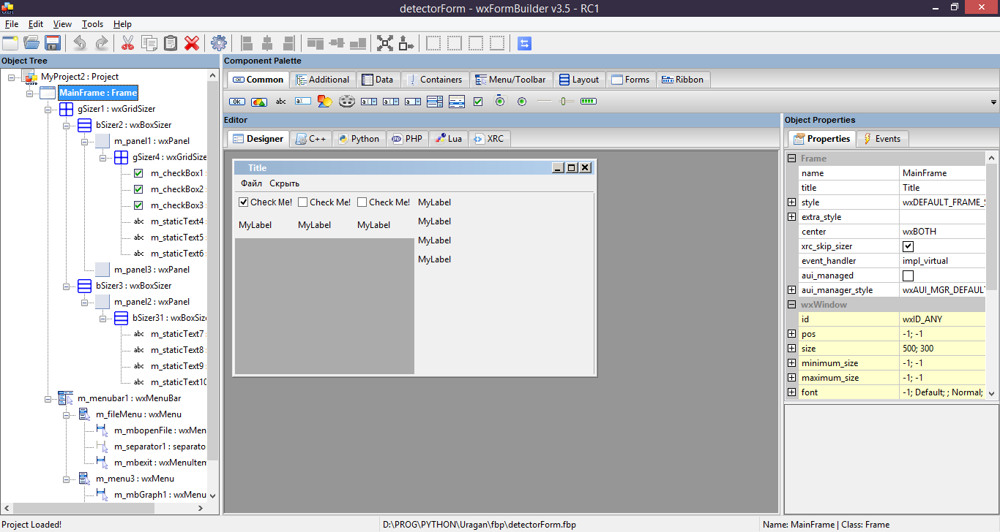 detectorForm - wxFormBuilder v3.5 - RC1
File Edit View Tools Help
Object Tree
MyProject2 : Project
MainFrame : Frame
gSizer1 : wxGridSizer
bSizer2 : wxBoxSizer
m_panel1 : wxPanel
gSizer4 : wxGridSize
m_checkBox1 :
m_checkBox2 :
m_checkBox3 :
abc m_staticText4 :
abc m_staticText5 :
abc m_staticText6 :
m_panel3 : wxPanel
bSizer3 : wxBoxSizer
m_panel2 : wxPanel
bSizer31 : wxBoxSize
abc m_staticText7 :
abc m_staticText8 :
abc m_staticText9 :
abc m_staticText10
m_menubar1 : wxMenuBar
m_fileMenu : wxMenu
m_mbopenFile : wxMen
m_separator1 : separato
m_mbexit : wxMenuItem
m_menu3 : wxMenu
m_mbGraph1 : wxMenu
Component Palette
Common Additional Data Containers Menu/Toolbar Layout Forms Ribbon
Ok abc
Editor
Designer C++ Python PHP Lua XRC
Title
Файл Скрыть
Check Me! Check Me! Check Me! MyLabel
MyLabel
MyLabel MyLabel MyLabel
MyLabel
MyLabel
Object Properties
Properties Events
Frame
name MainFrame
title Title
style wxDEFAULT_FRAME_S
extra_style
center wxBOTH
xrc_skip_sizer
event_handler impl_virtual
aui_managed
aui_manager_style wxAUI_MGR_DEFAULT
wxWindow
id wxID_ANY
pos -1; -1
size 500; 300
minimum_size -1; -1
maximum_size -1; -1
font -1; Default; ; Normal;
Project Loaded! D:\PROG\PYTHON\Uragan\fbp\detectorForm.fbp Name: MainFrame | Class: Frame